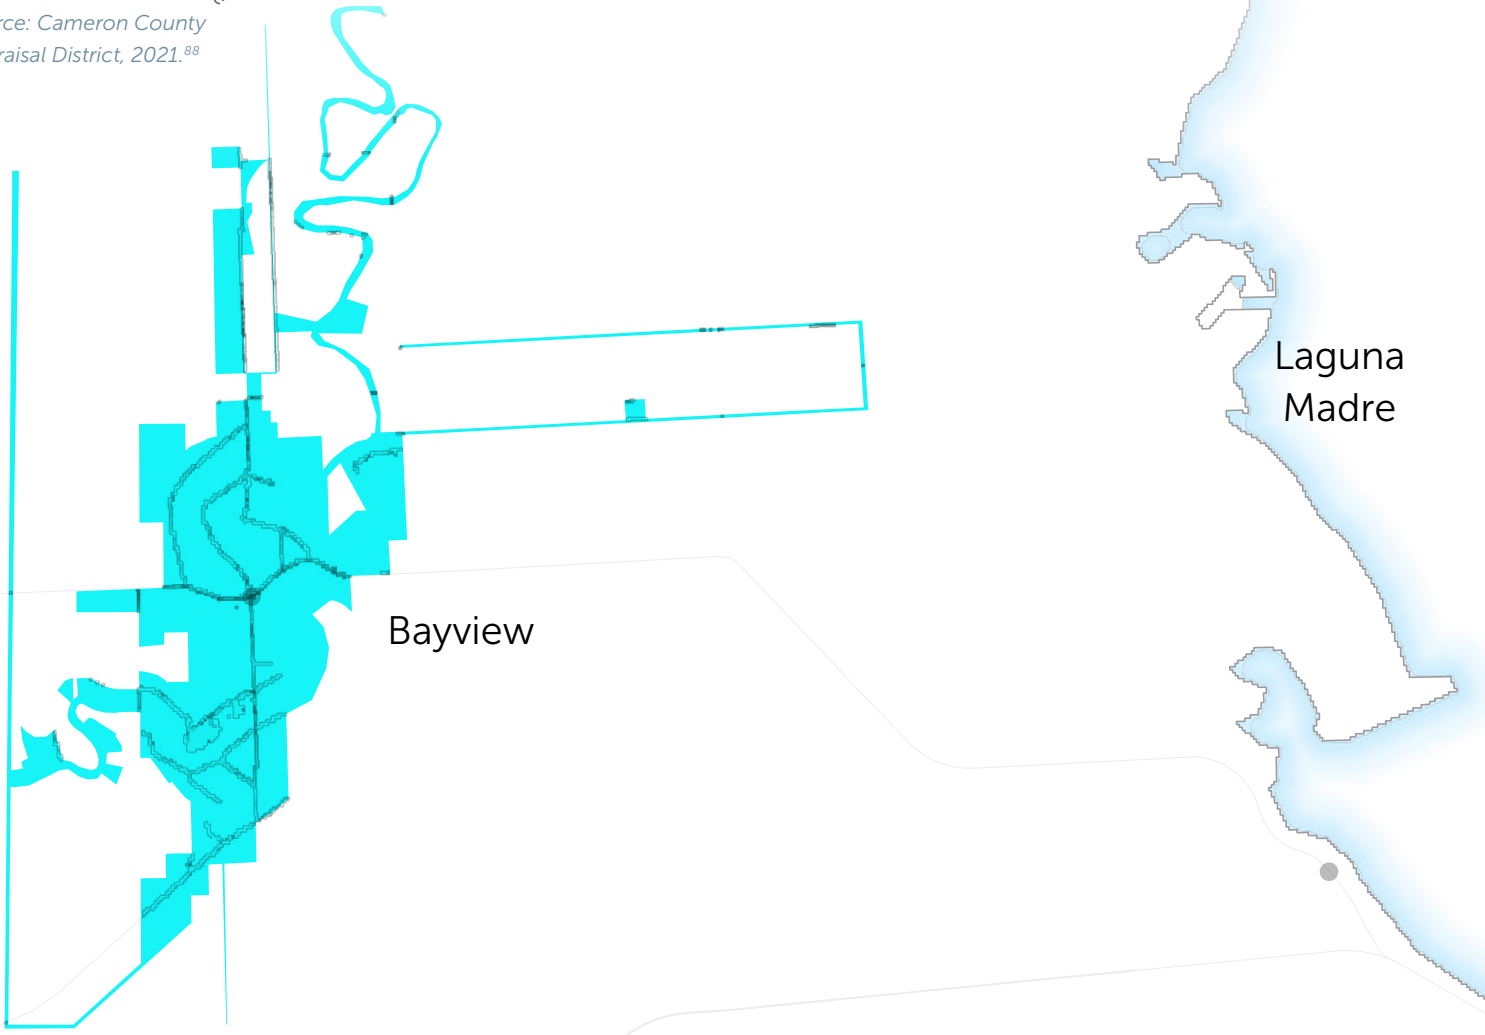 rce: Cameron County
raisal District, 2021.⁸⁸
Laguna
Madre
Bayview